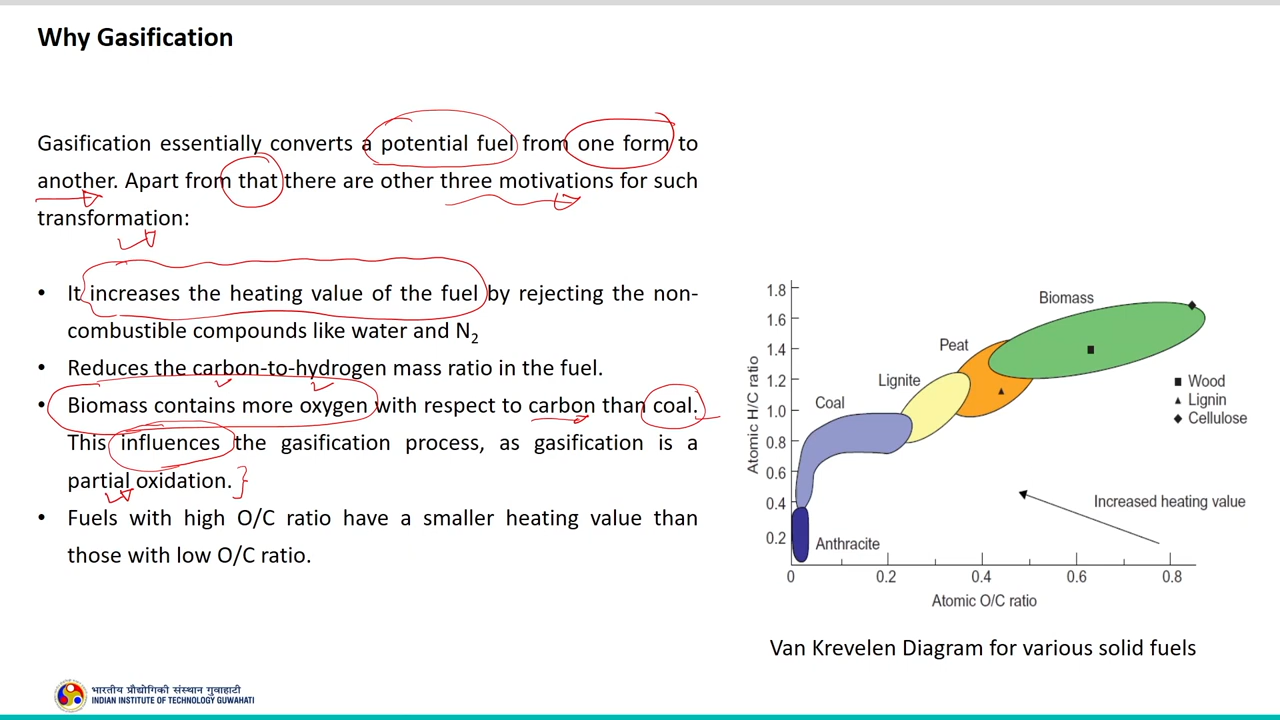 Why Gasification
Gasification essentially converts a potential fuel from one form to
another. Apart from that there are other three motivations for such
transformation:
• It increases the heating value of the fuel by rejecting the non-
combustible compounds like water and N2
• Reduces the carbon-to-hydrogen mass ratio in the fuel.
• Biomass contains more oxygen with respect to carbon than coal.
This influences the gasification process, as gasification is a
partial oxidation.
• Fuels with high O/C ratio have a smaller heating value than
those with low O/C ratio.
Atomic H/C ratio
1.8
1.6
1.4
1.2
1.0
0.8
0.6
0.4
0.2
Biomass
Peat
Lignite
Coal
Anthracite
Wood
Lignin
Cellulose
Increased heating value
0 0.2 0.4 0.6 0.8
Atomic O/C ratio
Van Krevelen Diagram for various solid fuels
भारतीय प्रौद्योगिकी संस्थान गुवाहाटी
INDIAN INSTITUTE OF TECHNOLOGY GUWAHATI